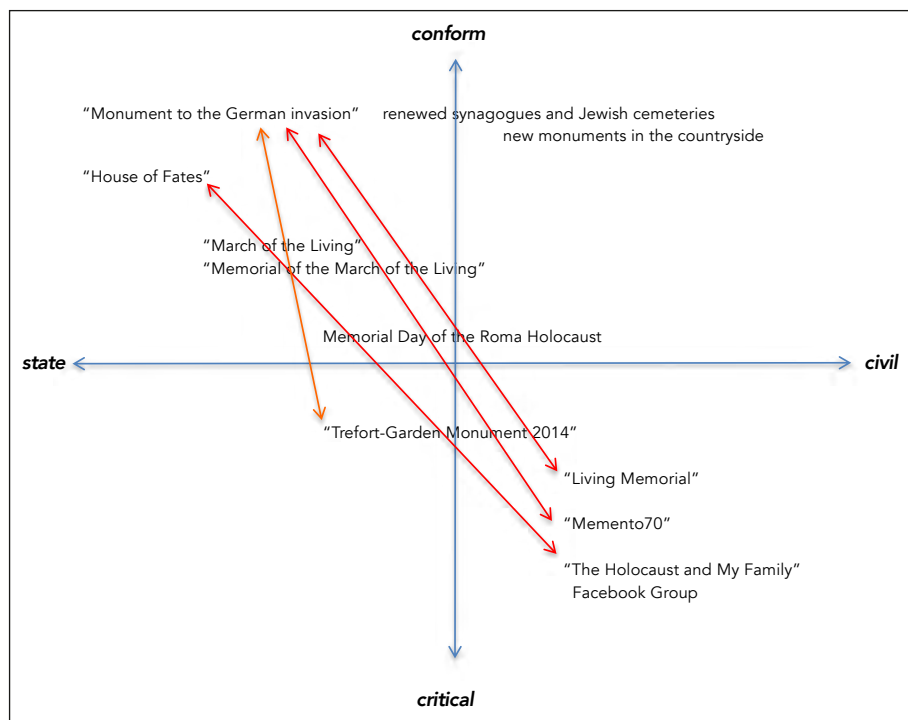 conform
“Monument to the German invasion” renewed synagogues and Jewish cemeteries
new monuments in the countryside
“House of Fates”
“March of the Living”
“Memorial of the March of the Living”
Memorial Day of the Roma Holocaust
state civil
“Trefort-Garden Monument 2014”
“Living Memorial”
“Memento70”
“The Holocaust and My Family”
Facebook Group
critical